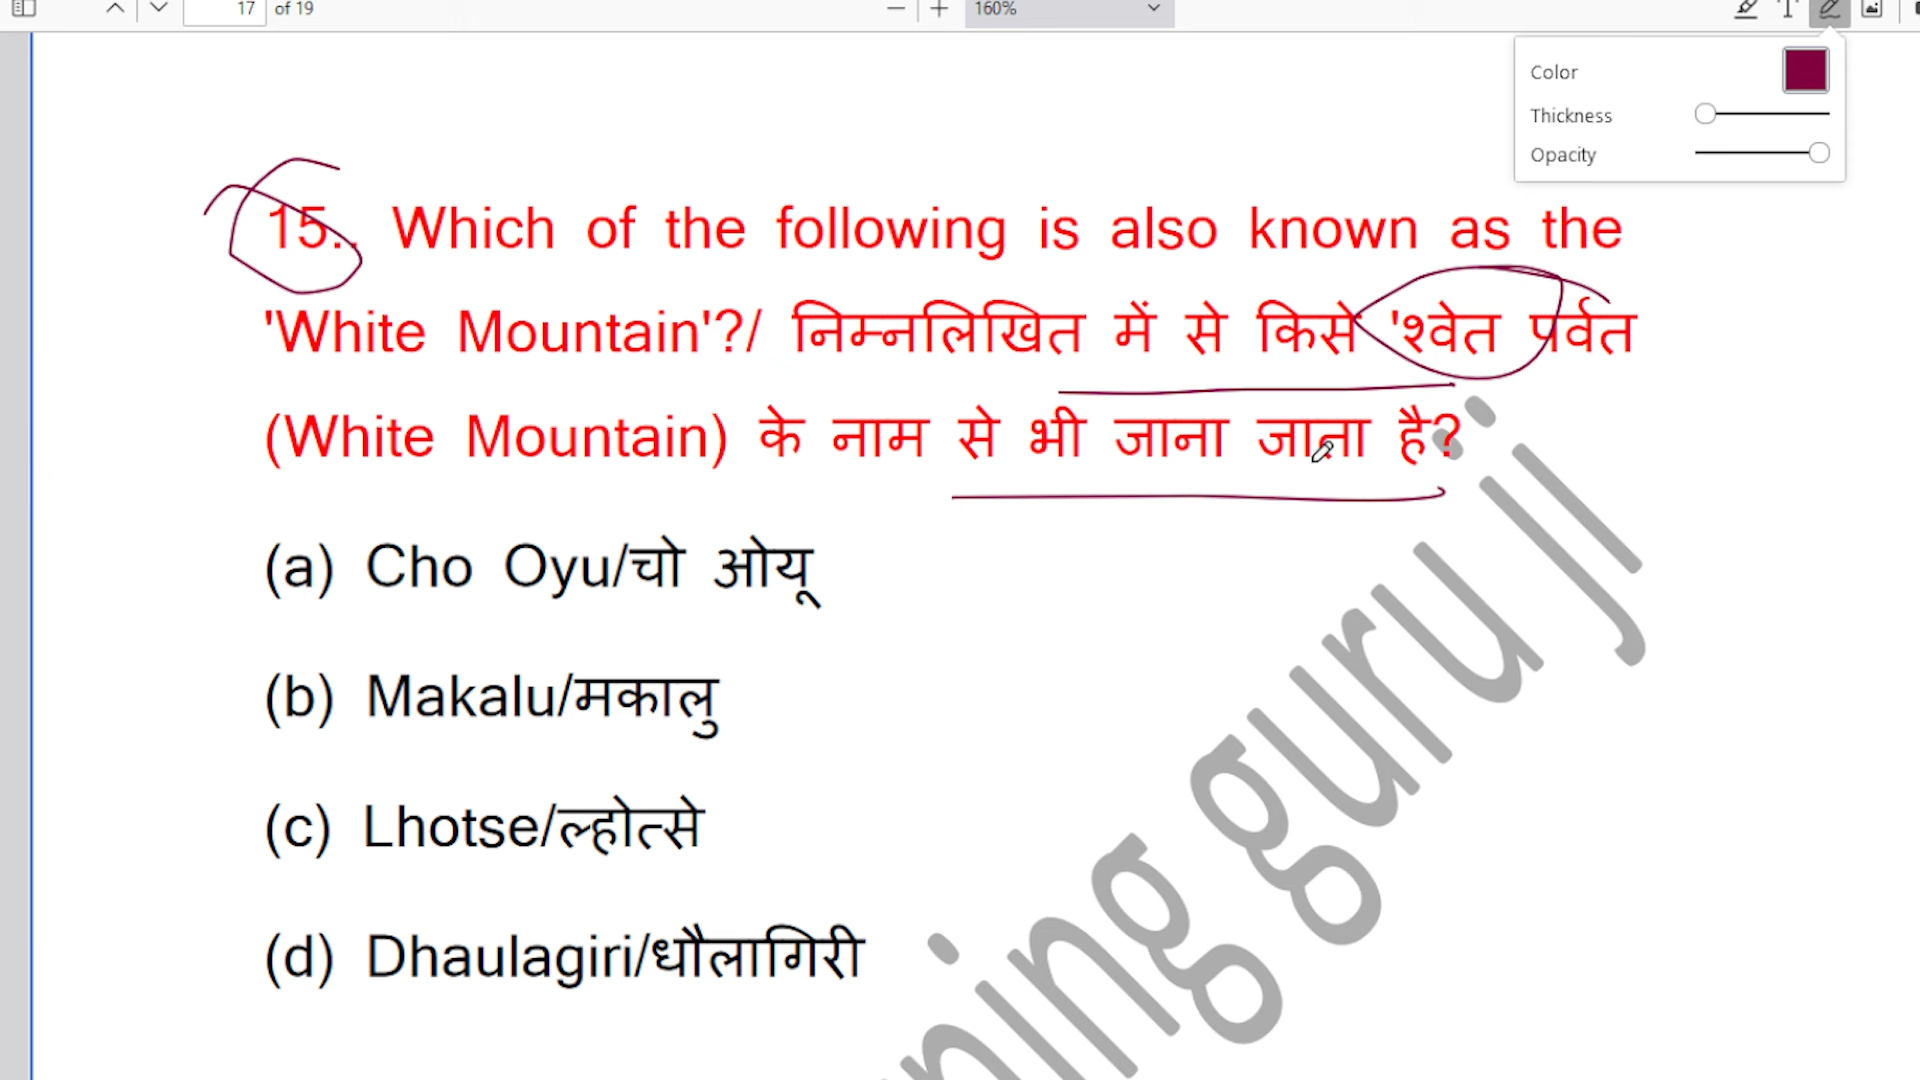 17 of 19
160%
Color
Thickness
Opacity
15.. Which of the following is also known as the
'White Mountain'?/ निम्नलिखित में से किसे 'श्वेत पर्वत
(White Mountain) के नाम से भी जाना जाता है?
(a) Cho Oyu/चो ओयू
(b) Makalu/मकालु
(c) Lhotse/ल्होत्से
(d) Dhaulagiri/धौलागिरी
ning guru ji